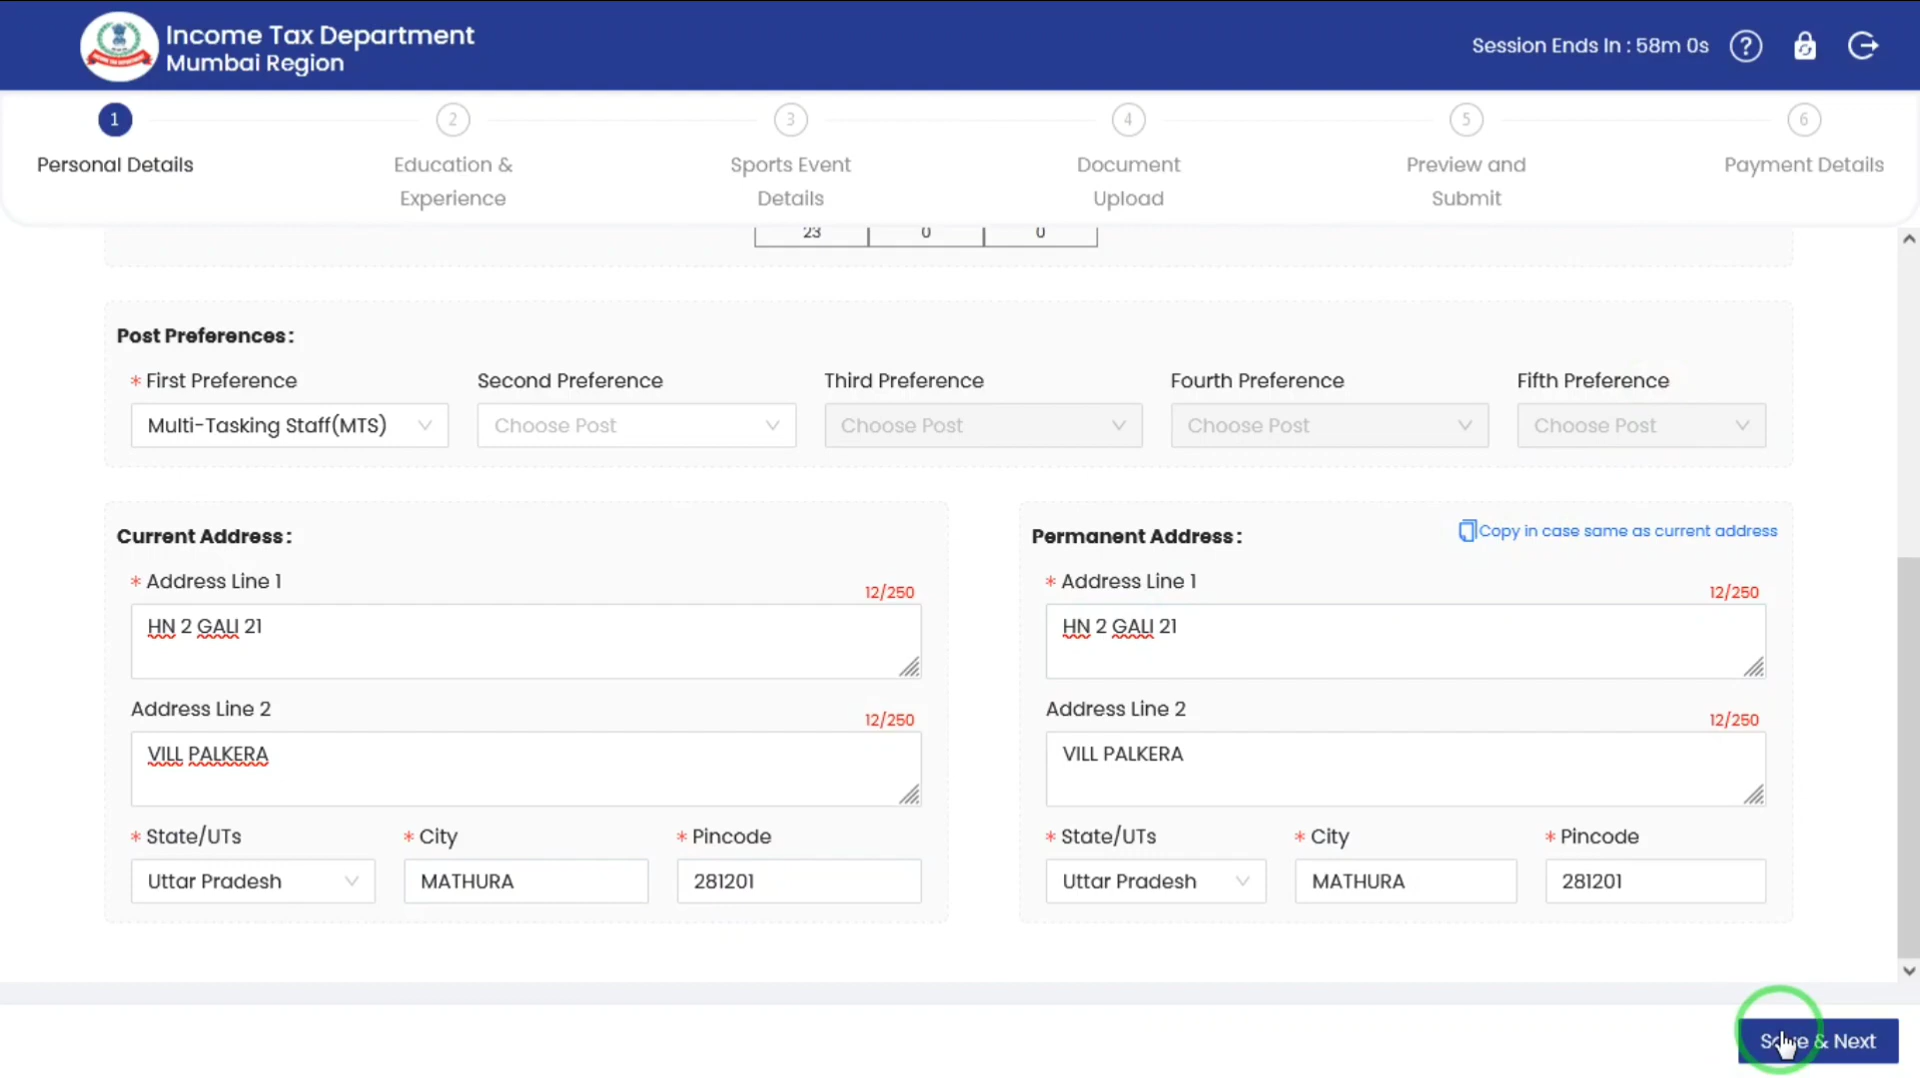 Income Tax Department
Mumbai Region
Session Ends In : 58m 0s
?
1
2
3
4
5
6
Personal Details
Education &
Experience
Sports Event
Details
Document
Upload
Preview and
Submit
Payment Details
23 0 0
Post Preferences :
* First Preference
Second Preference
Third Preference
Fourth Preference
Fifth Preference
Multi-Tasking Staff(MTS)
Choose Post
Choose Post
Choose Post
Choose Post
Current Address :
* Address Line 1
12/250
HN 2 GALI 21
Address Line 2
12/250
VILL PALKERA
* State/UTs
* City
* Pincode
Uttar Pradesh
MATHURA
281201
Permanent Address :
Copy in case same as current address
* Address Line 1
12/250
HN 2 GALI 21
Address Line 2
12/250
VILL PALKERA
* State/UTs
* City
* Pincode
Uttar Pradesh
MATHURA
281201
Save & Next